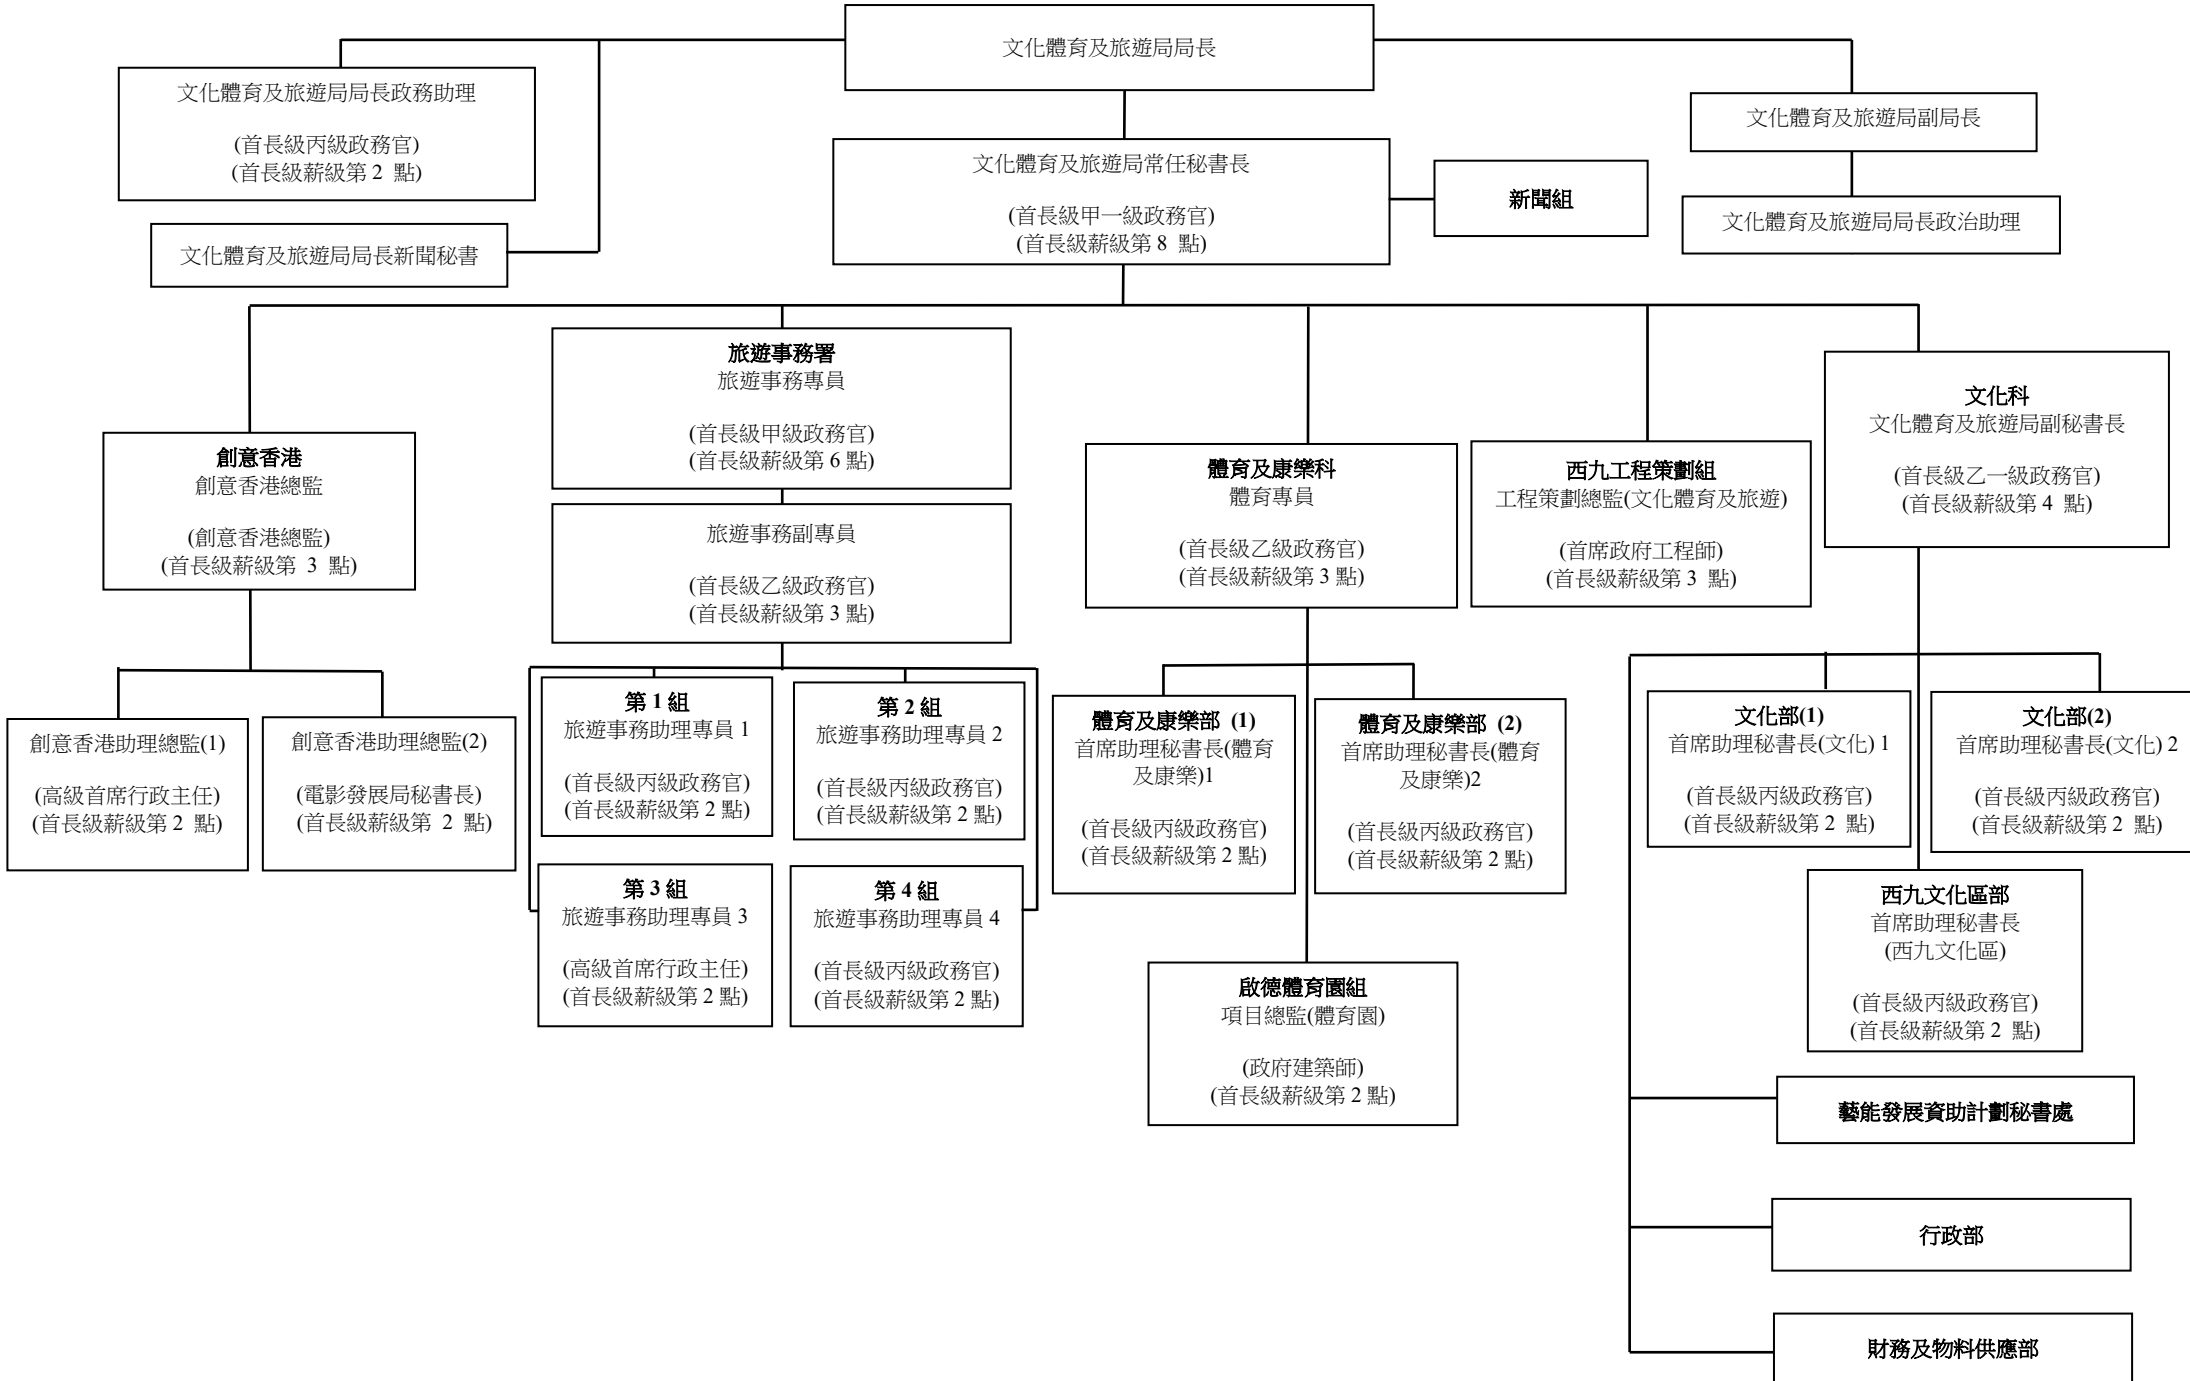 文化體育及旅遊局局長
文化體育及旅遊局局長政務助理
(首長級丙級政務官)
(首長級薪級第 2 點)
文化體育及旅遊局局長新聞秘書
文化體育及旅遊局副局長
文化體育及旅遊局局長政治助理
文化體育及旅遊局常任秘書長
(首長級甲一級政務官)
(首長級薪級第 8 點)
新聞組
創意香港
創意香港總監
(創意香港總監)
(首長級薪級第 3 點)
創意香港助理總監(1)
(高級首席行政主任)
(首長級薪級第 2 點)
創意香港助理總監(2)
(電影發展局秘書長)
(首長級薪級第 2 點)
旅遊事務署
旅遊事務專員
(首長級甲級政務官)
(首長級薪級第 6 點)
旅遊事務副專員
(首長級乙級政務官)
(首長級薪級第 3 點)
第 1 組
旅遊事務助理專員 1
(首長級丙級政務官)
(首長級薪級第 2 點)
第 2 組
旅遊事務助理專員 2
(首長級丙級政務官)
(首長級薪級第 2 點)
第 3 組
旅遊事務助理專員 3
(高級首席行政主任)
(首長級薪級第 2 點)
第 4 組
旅遊事務助理專員 4
(首長級丙級政務官)
(首長級薪級第 2 點)
體育及康樂科
體育專員
(首長級乙級政務官)
(首長級薪級第 3 點)
體育及康樂部 (1)
首席助理秘書長(體育
及康樂)1
(首長級丙級政務官)
(首長級薪級第 2 點)
體育及康樂部 (2)
首席助理秘書長(體育
及康樂)2
(首長級丙級政務官)
(首長級薪級第 2 點)
啟德體育園組
項目總監(體育園)
(政府建築師)
(首長級薪級第 2 點)
西九工程策劃組
工程策劃總監(文化體育及旅遊)
(首席政府工程師)
(首長級薪級第 3 點)
文化科
文化體育及旅遊局副秘書長
(首長級乙一級政務官)
(首長級薪級第 4 點)
文化部(1)
首席助理秘書長(文化) 1
(首長級丙級政務官)
(首長級薪級第 2 點)
文化部(2)
首席助理秘書長(文化) 2
(首長級丙級政務官)
(首長級薪級第 2 點)
西九文化區部
首席助理秘書長
(西九文化區)
(首長級丙級政務官)
(首長級薪級第 2 點)
藝能發展資助計劃秘書處
行政部
財務及物料供應部